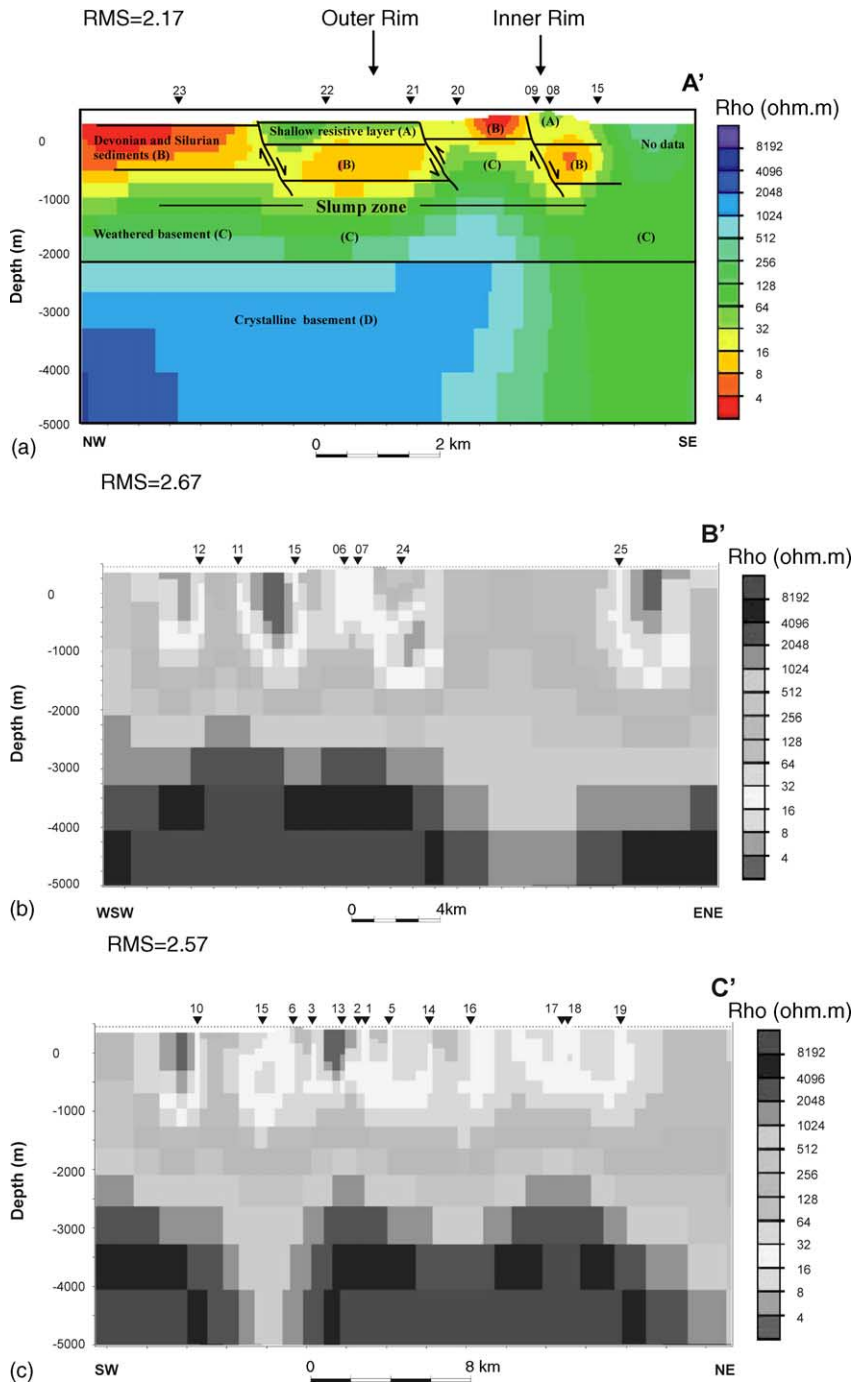 RMS=2.17
Outer Rim
Inner Rim
23 22 21 20 09 08 15
A'
Rho (ohm.m)
Devonian and Silurian
sediments (B)
Shallow resistive layer (A)
(B)
(B)
(A)
(B)
(C)
No data
Slump zone
Weathered basement (C)
(C)
(C)
Crystalline basement (D)
Depth (m)
0
-1000
-2000
-3000
-4000
-5000
8192
4096
2048
1024
512
256
128
64
32
16
8
4
NW
SE
(a)
0 2 km
RMS=2.67
B'
12 11 15 06 07 24 25
Rho (ohm.m)
Depth (m)
0
-1000
-2000
-3000
-4000
-5000
8192
4096
2048
1024
512
256
128
64
32
16
8
4
(b)
WSW
ENE
0 4km
RMS=2.57
C'
10 15 6 3 13 2 1 5 14 16 17 18 19
Rho (ohm.m)
Depth (m)
0
-1000
-2000
-3000
-4000
-5000
8192
4096
2048
1024
512
256
128
64
32
16
8
4
(c)
SW
NE
0 8 km